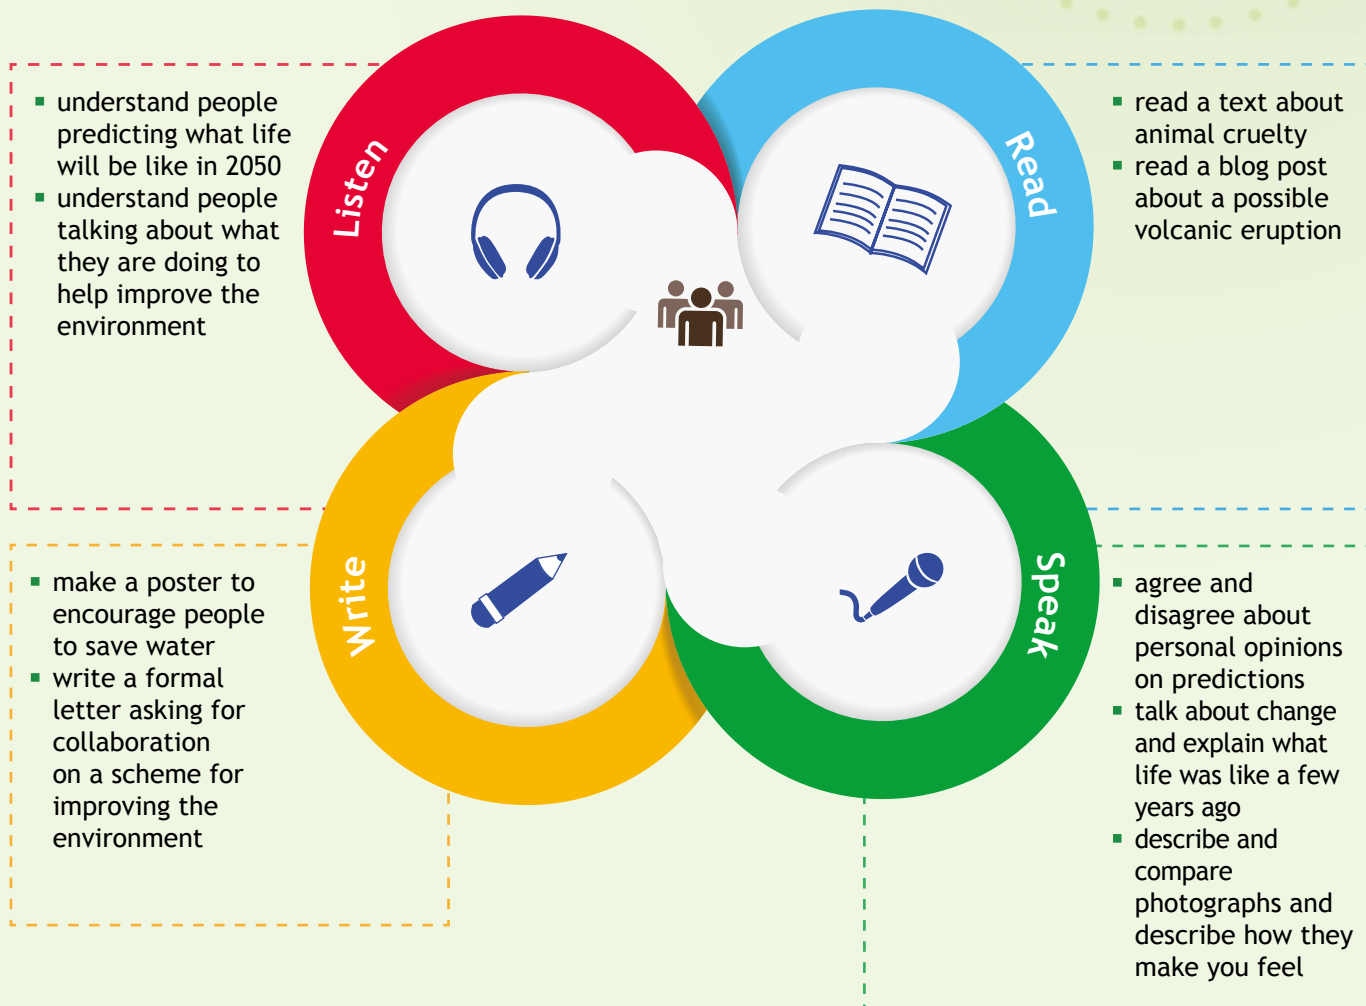 Listen
▪ understand people
predicting what life
will be like in 2050
▪ understand people
talking about what
they are doing to
help improve the
environment
Read
▪ read a text about
animal cruelty
▪ read a blog post
about a possible
volcanic eruption
Write
▪ make a poster to
encourage people
to save water
▪ write a formal
letter asking for
collaboration
on a scheme for
improving the
environment
Speak
▪ agree and
disagree about
personal opinions
on predictions
▪ talk about change
and explain what
life was like a few
years ago
▪ describe and
compare
photographs and
describe how they
make you feel